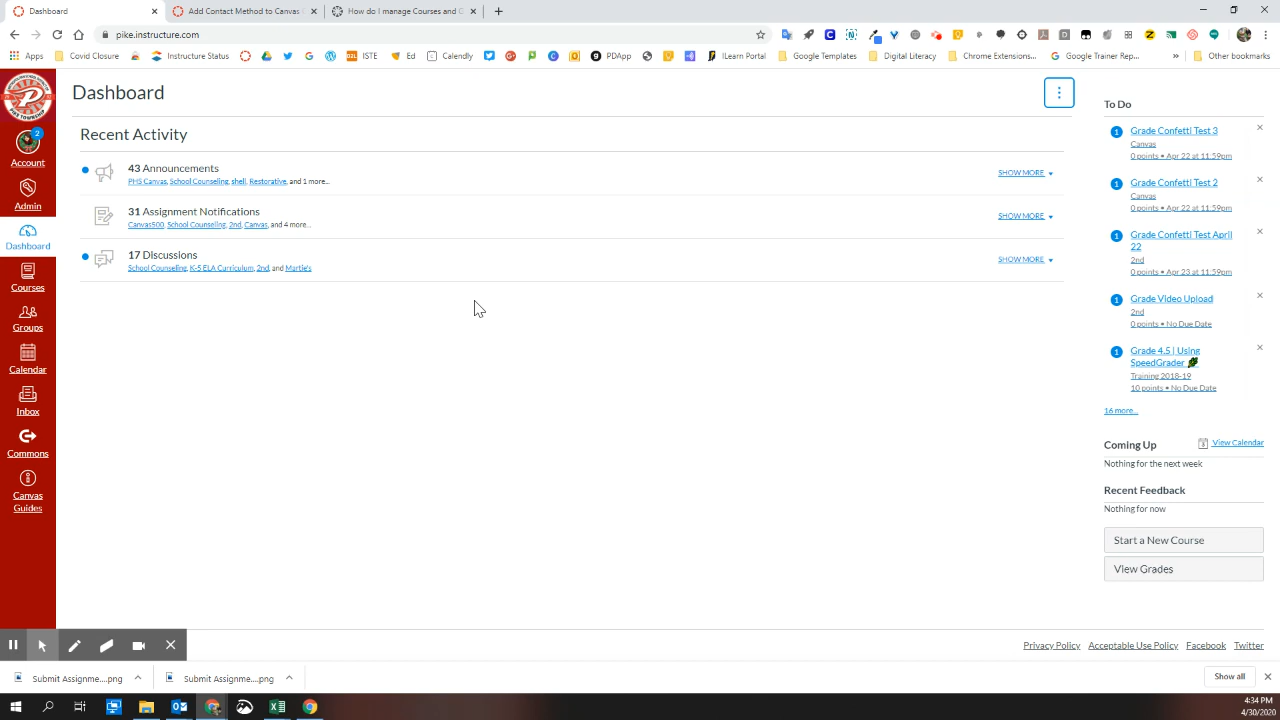 Dashboard
Add Contact Method to Canvas
How do I manage Courses and C
pike.instructure.com
Apps
Covid Closure
Instructure Status
ISTE
Ed
Calendly
PDApp
ILearn Portal
Google Templates
Digital Literacy
Chrome Extensions...
Google Trainer Rep...
»
Other bookmarks
PIKE TOWNSHIP
2
Account
Admin
Dashboard
Courses
Groups
Calendar
Inbox
Commons
Canvas
Guides
Dashboard
Recent Activity
43 Announcements
PHS Canvas, School Counseling, shell, Restorative, and 1 more...
SHOW MORE
31 Assignment Notifications
Canvas500, School Counseling, 2nd, Canvas, and 4 more...
SHOW MORE
17 Discussions
School Counseling, K-5 ELA Curriculum, 2nd, and Martie's
SHOW MORE
To Do
1 Grade Confetti Test 3
Canvas
0 points • Apr 22 at 11:59pm
1 Grade Confetti Test 2
Canvas
0 points • Apr 22 at 11:59pm
1 Grade Confetti Test April
22
2nd
0 points • Apr 23 at 11:59pm
1 Grade Video Upload
2nd
0 points • No Due Date
1 Grade 4.5 | Using
SpeedGrader
Training 2018-19
10 points • No Due Date
16 more...
Coming Up
View Calendar
Nothing for the next week
Recent Feedback
Nothing for now
Start a New Course
View Grades
Privacy Policy
Acceptable Use Policy
Facebook
Twitter
Submit Assignme....png
Submit Assignme....png
Show all
4:34 PM
4/30/2020